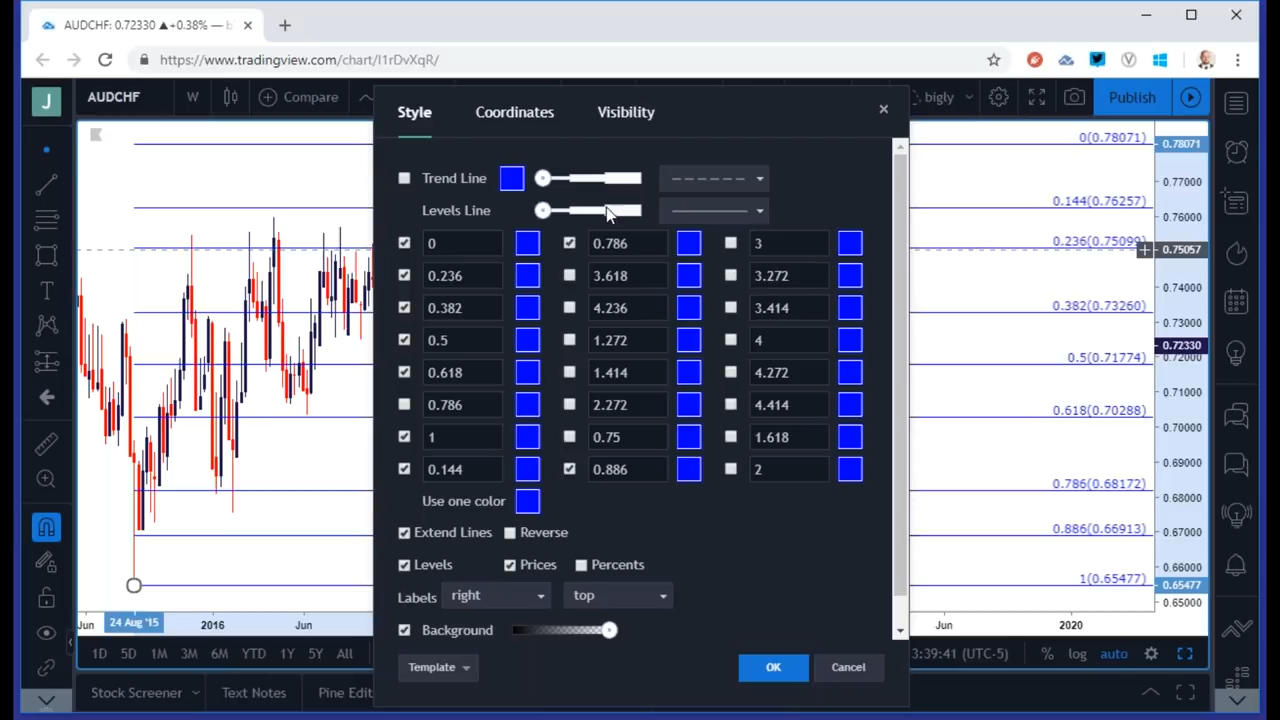 AUDCHF: 0.72330 ▲+0.38% — b
https://www.tradingview.com/chart/I1rDvXqR/
J
AUDCHF
W
Compare
bigly
Publish
Style
Coordinates
Visibility
Trend Line
Levels Line
0 0.786 3
0.236 3.618 3.272
0.382 4.236 3.414
0.5 1.272 4
0.618 1.414 4.272
0.786 2.272 4.414
1 0.75 1.618
0.144 0.886 2
Use one color
Extend Lines Reverse
Levels Prices Percents
Labels right top
Background
Template OK Cancel
0(0.78071)
0.144(0.76257)
0.236(0.75099)
0.382(0.73260)
0.5(0.71774)
0.618(0.70288)
0.786(0.68172)
0.886(0.66913)
1(0.65477)
0.78071
0.77000
0.76000
0.75057
0.74000
0.73000
0.72330
0.72000
0.71000
0.70000
0.69000
0.68000
0.67000
0.66000
0.65477
0.65000
Jun 24 Aug '15 2016 Jun Jun 2020
1D 5D 1M 3M 6M YTD 1Y 5Y All 3:39:41 (UTC-5) % log auto
Stock Screener Text Notes Pine Edit